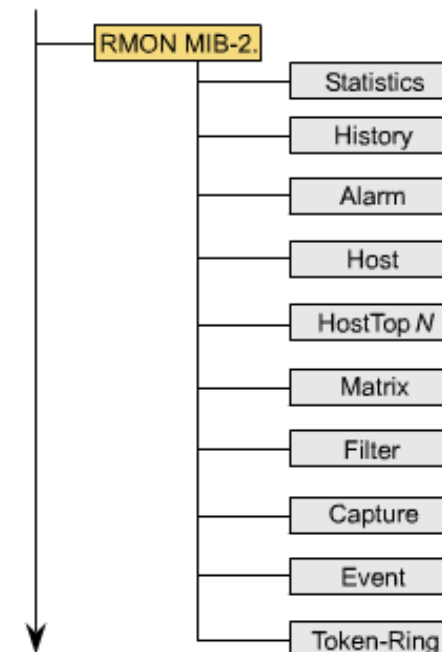 RMON MIB-2.
Statistics
History
Alarm
Host
HostTop N
Matrix
Filter
Capture
Event
Token-Ring